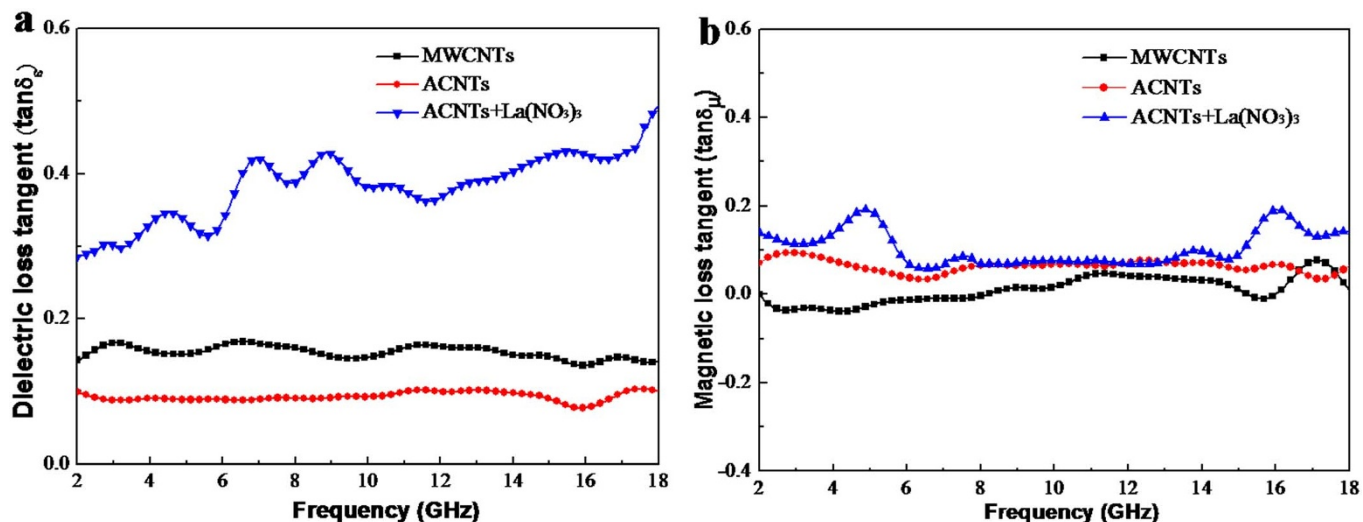 a
Dielectric loss tangent (tanδε)
0.6
0.4
0.2
0.0
MWCNTs
ACNTs
ACNTs+La(NO₃)₃
2 4 6 8 10 12 14 16 18
Frequency (GHz)
b
Magnetic loss tangent (tanδμ)
0.6
0.4
0.2
0.0
-0.2
-0.4
MWCNTs
ACNTs
ACNTs+La(NO₃)₃
2 4 6 8 10 12 14 16 18
Frequency (GHz)